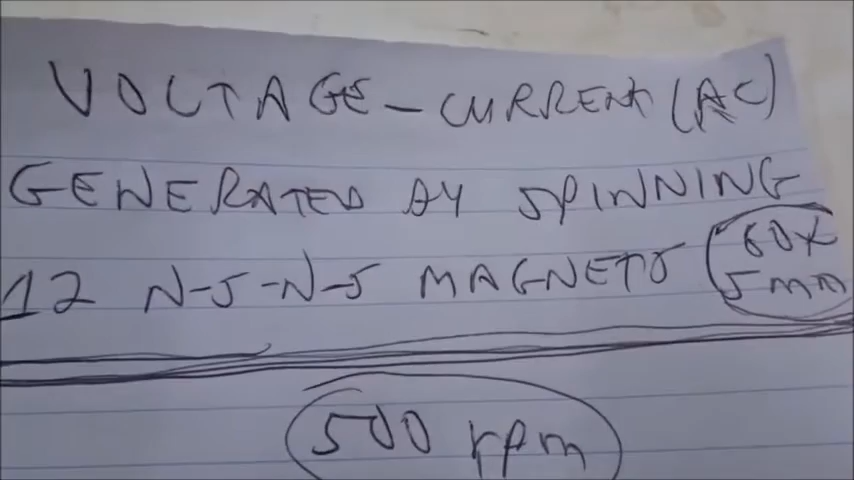 VOLTAGE - CURRENT (AC)
GENERATED BY SPINNING
12 N-S-N-S MAGNETS (60X
5mm
500 rpm